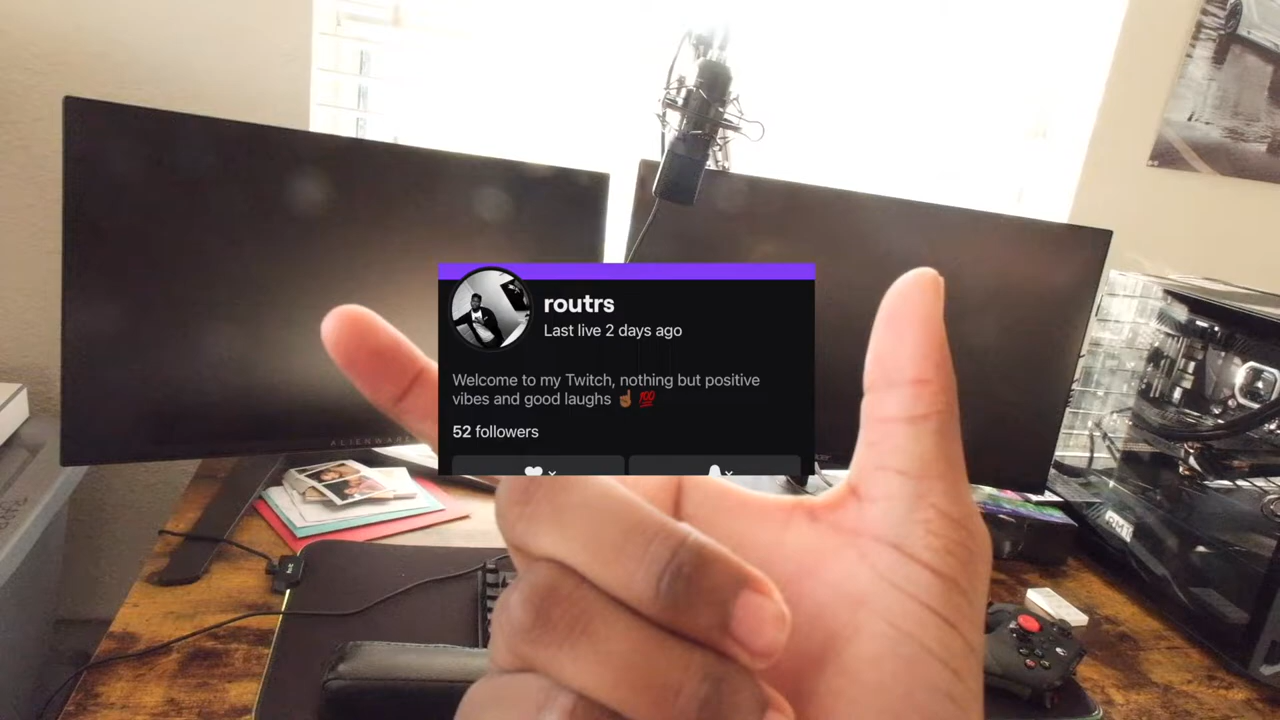 routrs
Last live 2 days ago
Welcome to my Twitch, nothing but positive
vibes and good laughs ☝🏾 💯
52 followers
ALIENWARE